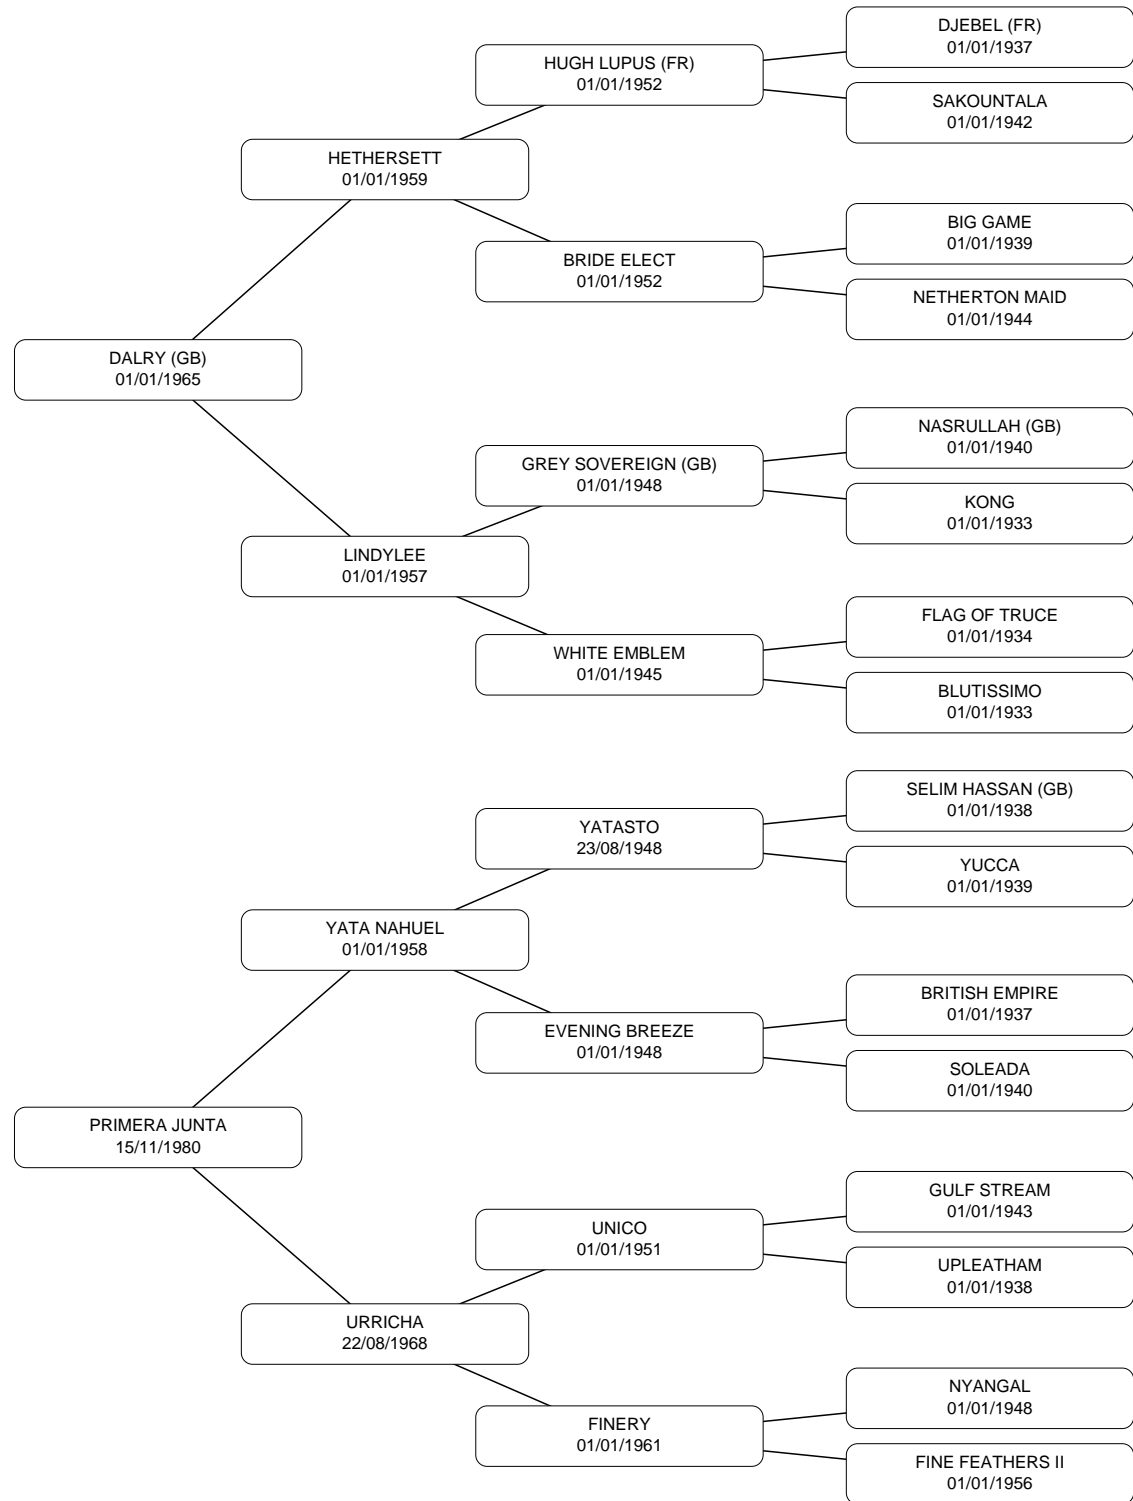 DJEBEL (FR)
01/01/1937
HUGH LUPUS (FR)
01/01/1952
SAKOUNTALA
01/01/1942
HETHERSETT
01/01/1959
BIG GAME
01/01/1939
BRIDE ELECT
01/01/1952
NETHERTON MAID
01/01/1944
DALRY (GB)
01/01/1965
NASRULLAH (GB)
01/01/1940
GREY SOVEREIGN (GB)
01/01/1948
KONG
01/01/1933
LINDYLEE
01/01/1957
FLAG OF TRUCE
01/01/1934
WHITE EMBLEM
01/01/1945
BLUTISSIMO
01/01/1933
SELIM HASSAN (GB)
01/01/1938
YATASTO
23/08/1948
YUCCA
01/01/1939
YATA NAHUEL
01/01/1958
BRITISH EMPIRE
01/01/1937
EVENING BREEZE
01/01/1948
SOLEADA
01/01/1940
PRIMERA JUNTA
15/11/1980
GULF STREAM
01/01/1943
UNICO
01/01/1951
UPLEATHAM
01/01/1938
URRICHA
22/08/1968
NYANGAL
01/01/1948
FINERY
01/01/1961
FINE FEATHERS II
01/01/1956